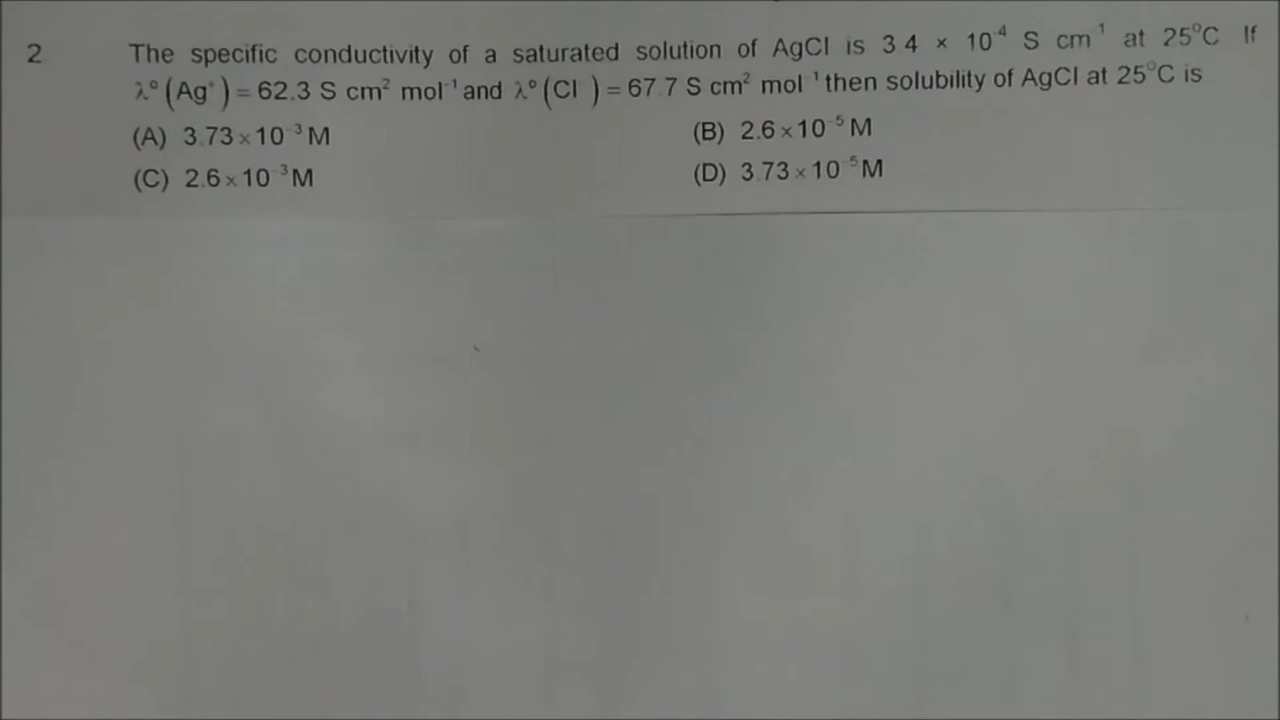 2 The specific conductivity of a saturated solution of AgCl is 3 4 × 10⁻⁴ S cm⁻¹ at 25°C If
λ° (Ag⁺) = 62.3 S cm² mol⁻¹ and λ° (Cl ) = 67 7 S cm² mol⁻¹ then solubility of AgCl at 25°C is
(A) 3.73 × 10⁻³ M (B) 2.6 × 10⁻⁵ M
(C) 2.6 × 10⁻³ M (D) 3 73 × 10⁻⁵ M